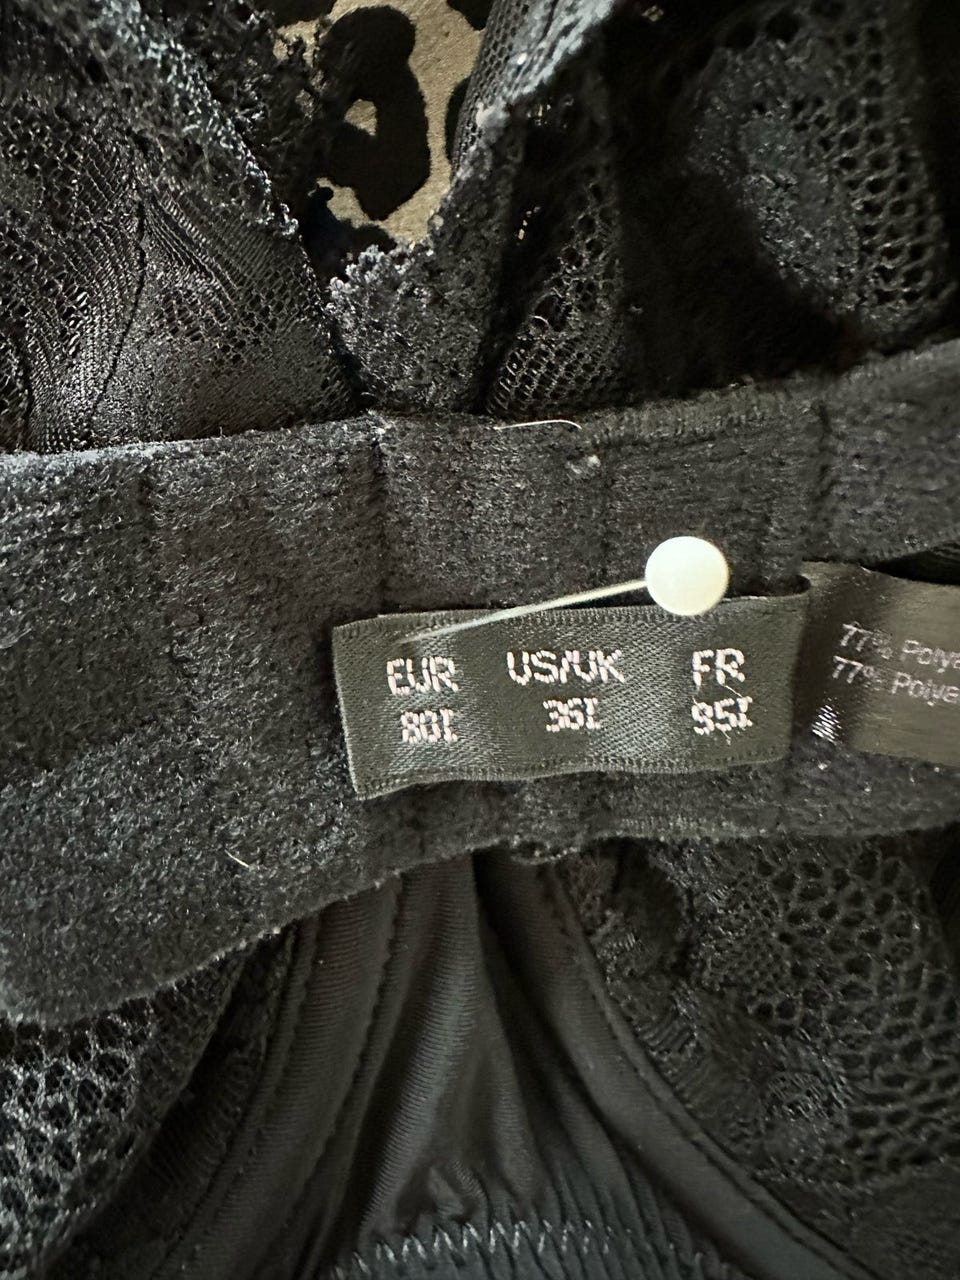 EUR US/UK FR
80I 36I 95I
77% Polye
77% Polye